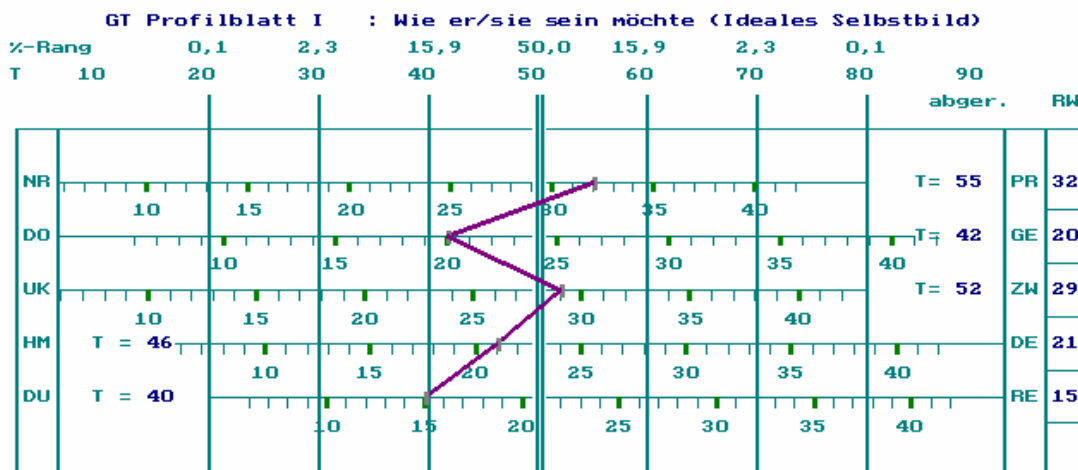 GT Profilblatt I : Wie er/sie sein möchte (Ideales Selbstbild)
%-Rang 0,1 2,3 15,9 50,0 15,9 2,3 0,1
T 10 20 30 40 50 60 70 80 90
abger. RW
NR T= 55 PR 32
10 15 20 25 30 35 40
DO T= 42 GE 20
10 15 20 25 30 35 40
UK T= 52 ZW 29
10 15 20 25 30 35 40
HM T = 46 DE 21
10 15 20 25 30 35 40
DU T = 40 RE 15
10 15 20 25 30 35 40